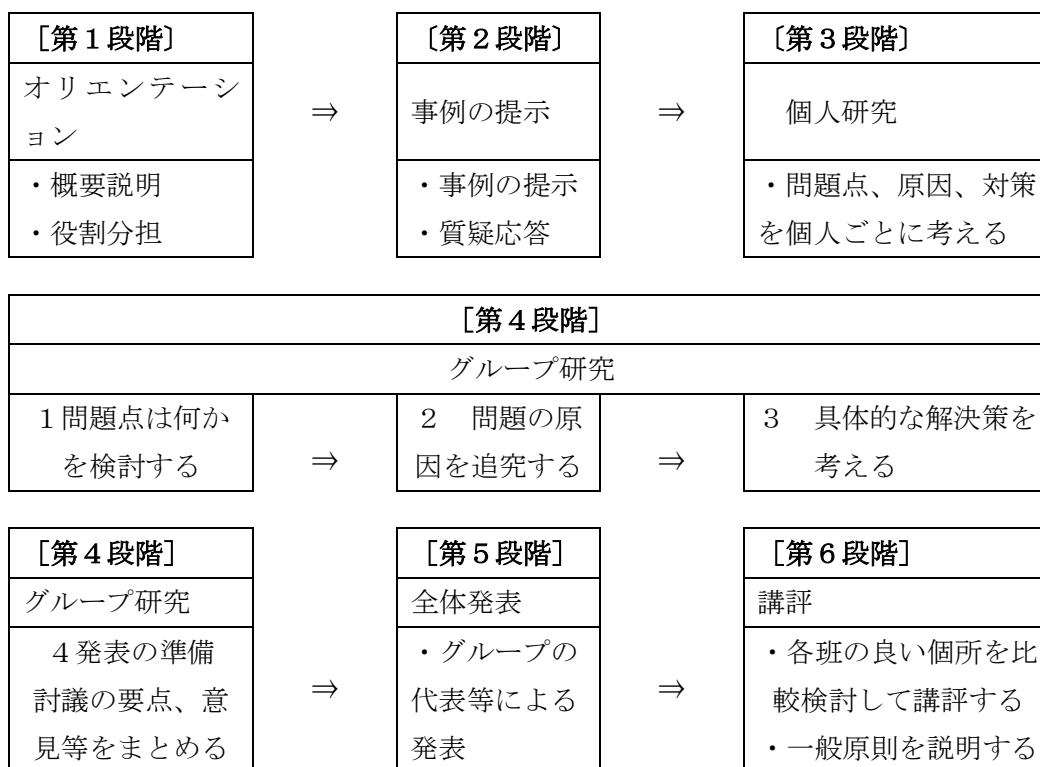 ［第１段階〕
〔第２段階〕
〔第３段階〕
オリエンテーシ
ョン
⇒
事例の提示
⇒
個人研究
・概要説明
・役割分担
・事例の提示
・質疑応答
・問題点、原因、対策
を個人ごとに考える
［第４段階］
グループ研究
１問題点は何か
を検討する
⇒
２　問題の原
因を追究する
⇒
３　具体的な解決策を
考える
［第４段階］
［第５段階］
［第６段階］
グループ研究
全体発表
講評
４発表の準備
討議の要点、意
見等をまとめる
⇒
・グループの
代表等による
発表
⇒
・各班の良い個所を比
較検討して講評する
・一般原則を説明する